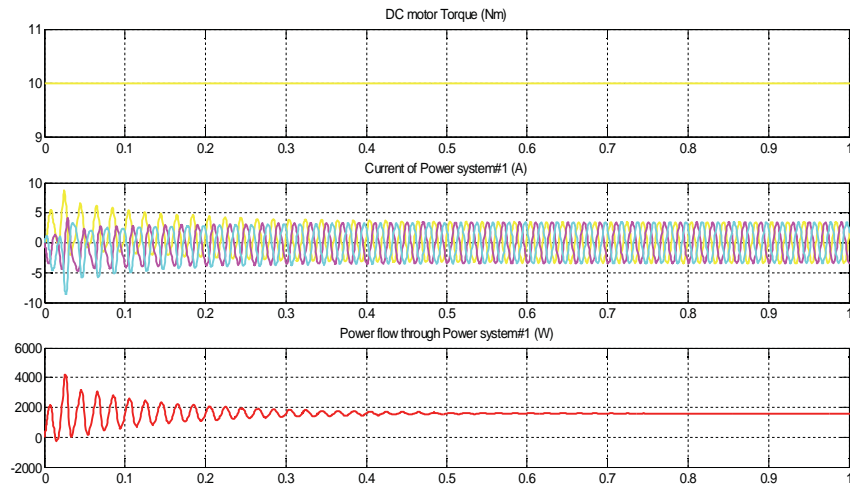 DC motor Torque (Nm)
11
10
9
0 0.1 0.2 0.3 0.4 0.5 0.6 0.7 0.8 0.9 1
Current of Power system#1 (A)
10
5
0
-5
-10
0 0.1 0.2 0.3 0.4 0.5 0.6 0.7 0.8 0.9 1
Power flow through Power system#1 (W)
6000
4000
2000
0
-2000
0 0.1 0.2 0.3 0.4 0.5 0.6 0.7 0.8 0.9 1